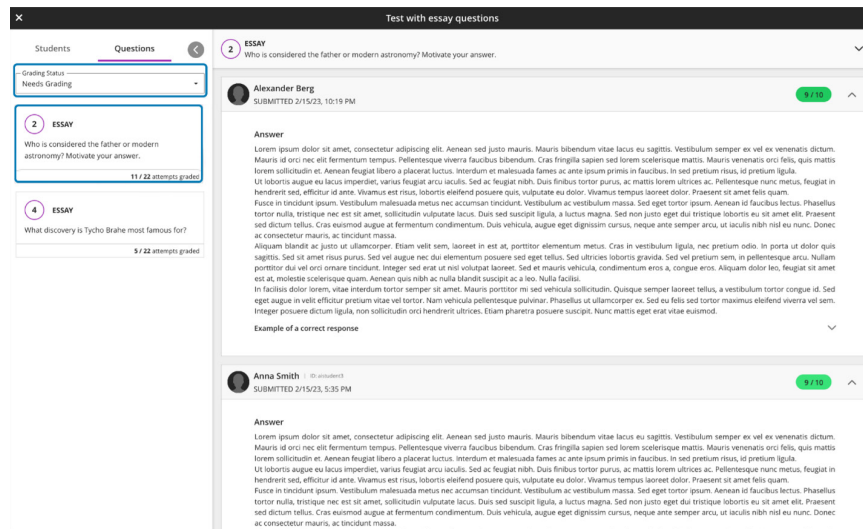 Test with essay questions
Students
Questions
Grading Status
Needs Grading
2
ESSAY
Who is considered the father or modern
astronomy? Motivate your answer.
11 / 22 attempts graded
4
ESSAY
What discovery is Tycho Brahe most famous for?
5 / 22 attempts graded
2
ESSAY
Who is considered the father or modern astronomy? Motivate your answer.
Alexander Berg
SUBMITTED 2/15/23, 10:19 PM
9 / 10
Answer
Lorem ipsum dolor sit amet, consectetur adipiscing elit. Aenean sed justo mauris. Mauris bibendum vitae lacus eu sagittis. Vestibulum semper ex vel ex venenatis dictum.
Mauris id orci nec elit fermentum tempus. Pellentesque viverra faucibus bibendum. Cras fringilla sapien sed lorem scelerisque mattis. Mauris venenatis orci felis, quis mattis
lorem sollicitudin et. Aenean feugiat libero a placerat luctus. Interdum et malesuada fames ac ante ipsum primis in faucibus. In sed pretium risus, id pretium ligula.
Ut lobortis augue eu lacus imperdiet, varius feugiat arcu iaculis. Sed ac feugiat nibh. Duis finibus tortor purus, ac mattis lorem ultrices ac. Pellentesque nunc metus, feugiat in
hendrerit sed, efficitur id ante. Vivamus est risus, lobortis eleifend posuere quis, vulputate eu dolor. Vivamus tempus laoreet dolor. Praesent sit amet felis quam.
Fusce in tincidunt ipsum. Vestibulum malesuada metus nec accumsan tincidunt. Vestibulum ac vestibulum massa. Sed eget tortor ipsum. Aenean id faucibus lectus. Phasellus
tortor nulla, tristique nec est sit amet, sollicitudin vulputate lacus. Duis sed suscipit ligula, a luctus magna. Sed non justo eget dui tristique lobortis eu sit amet elit. Praesent
sed dictum tellus. Cras euismod augue at fermentum condimentum. Duis vehicula, augue eget dignissim cursus, neque ante semper arcu, ut iaculis nibh nisl eu nunc. Donec
ac consectetur mauris, ac tincidunt massa.
Aliquam blandit ac justo ut ullamcorper. Etiam velit sem, laoreet in est at, porttitor elementum metus. Cras in vestibulum ligula, nec pretium odio. In porta ut dolor quis
sagittis. Sed sit amet risus purus. Sed vel augue nec dui elementum posuere sed eget tellus. Sed ultricies lobortis gravida. Sed vel pretium sem, in pellentesque arcu. Nullam
porttitor dui vel orci ornare tincidunt. Integer sed erat ut nisl volutpat laoreet. Sed et mauris vehicula, condimentum eros a, congue eros. Aliquam dolor leo, feugiat sit amet
est at, molestie scelerisque quam. Aenean quis nibh ac nulla blandit suscipit ac a leo. Nulla facilisi.
In facilisis dolor lorem, vitae interdum tortor semper sit amet. Mauris porttitor mi sed vehicula sollicitudin. Quisque semper laoreet tellus, a vestibulum tortor congue id. Sed
eget augue in velit efficitur pretium vitae vel tortor. Nam vehicula pellentesque pulvinar. Phasellus ut ullamcorper ex. Sed eu felis sed tortor maximus eleifend viverra vel sem.
Integer posuere dictum ligula, non sollicitudin orci hendrerit ultrices. Etiam pharetra posuere suscipit. Nunc mattis eget erat vitae euismod.
Example of a correct response
Anna Smith | ID: aistudent3
SUBMITTED 2/15/23, 5:35 PM
9 / 10
Answer
Lorem ipsum dolor sit amet, consectetur adipiscing elit. Aenean sed justo mauris. Mauris bibendum vitae lacus eu sagittis. Vestibulum semper ex vel ex venenatis dictum.
Mauris id orci nec elit fermentum tempus. Pellentesque viverra faucibus bibendum. Cras fringilla sapien sed lorem scelerisque mattis. Mauris venenatis orci felis, quis mattis
lorem sollicitudin et. Aenean feugiat libero a placerat luctus. Interdum et malesuada fames ac ante ipsum primis in faucibus. In sed pretium risus, id pretium ligula.
Ut lobortis augue eu lacus imperdiet, varius feugiat arcu iaculis. Sed ac feugiat nibh. Duis finibus tortor purus, ac mattis lorem ultrices ac. Pellentesque nunc metus, feugiat in
hendrerit sed, efficitur id ante. Vivamus est risus, lobortis eleifend posuere quis, vulputate eu dolor. Vivamus tempus laoreet dolor. Praesent sit amet felis quam.
Fusce in tincidunt ipsum. Vestibulum malesuada metus nec accumsan tincidunt. Vestibulum ac vestibulum massa. Sed eget tortor ipsum. Aenean id faucibus lectus. Phasellus
tortor nulla, tristique nec est sit amet, sollicitudin vulputate lacus. Duis sed suscipit ligula, a luctus magna. Sed non justo eget dui tristique lobortis eu sit amet elit. Praesent
sed dictum tellus. Cras euismod augue at fermentum condimentum. Duis vehicula, augue eget dignissim cursus, neque ante semper arcu, ut iaculis nibh nisl eu nunc. Donec
ac consectetur mauris, ac tincidunt massa.